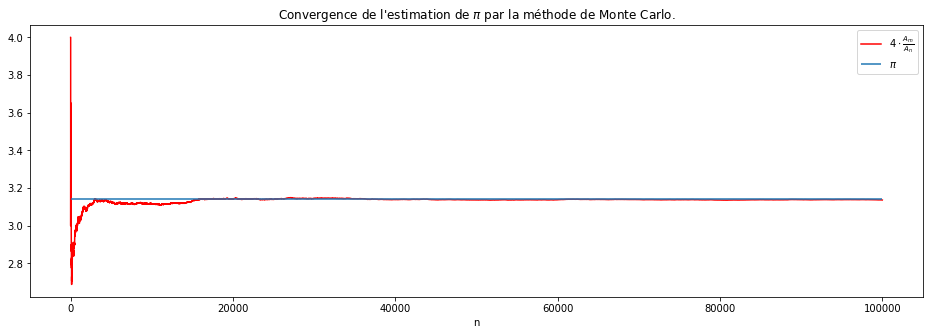 Convergence de l'estimation de π par la méthode de Monte Carlo.
4.0
3.8
3.6
3.4
3.2
3.0
2.8
4 · A_m/A_n
π
0 20000 40000 60000 80000 100000
n